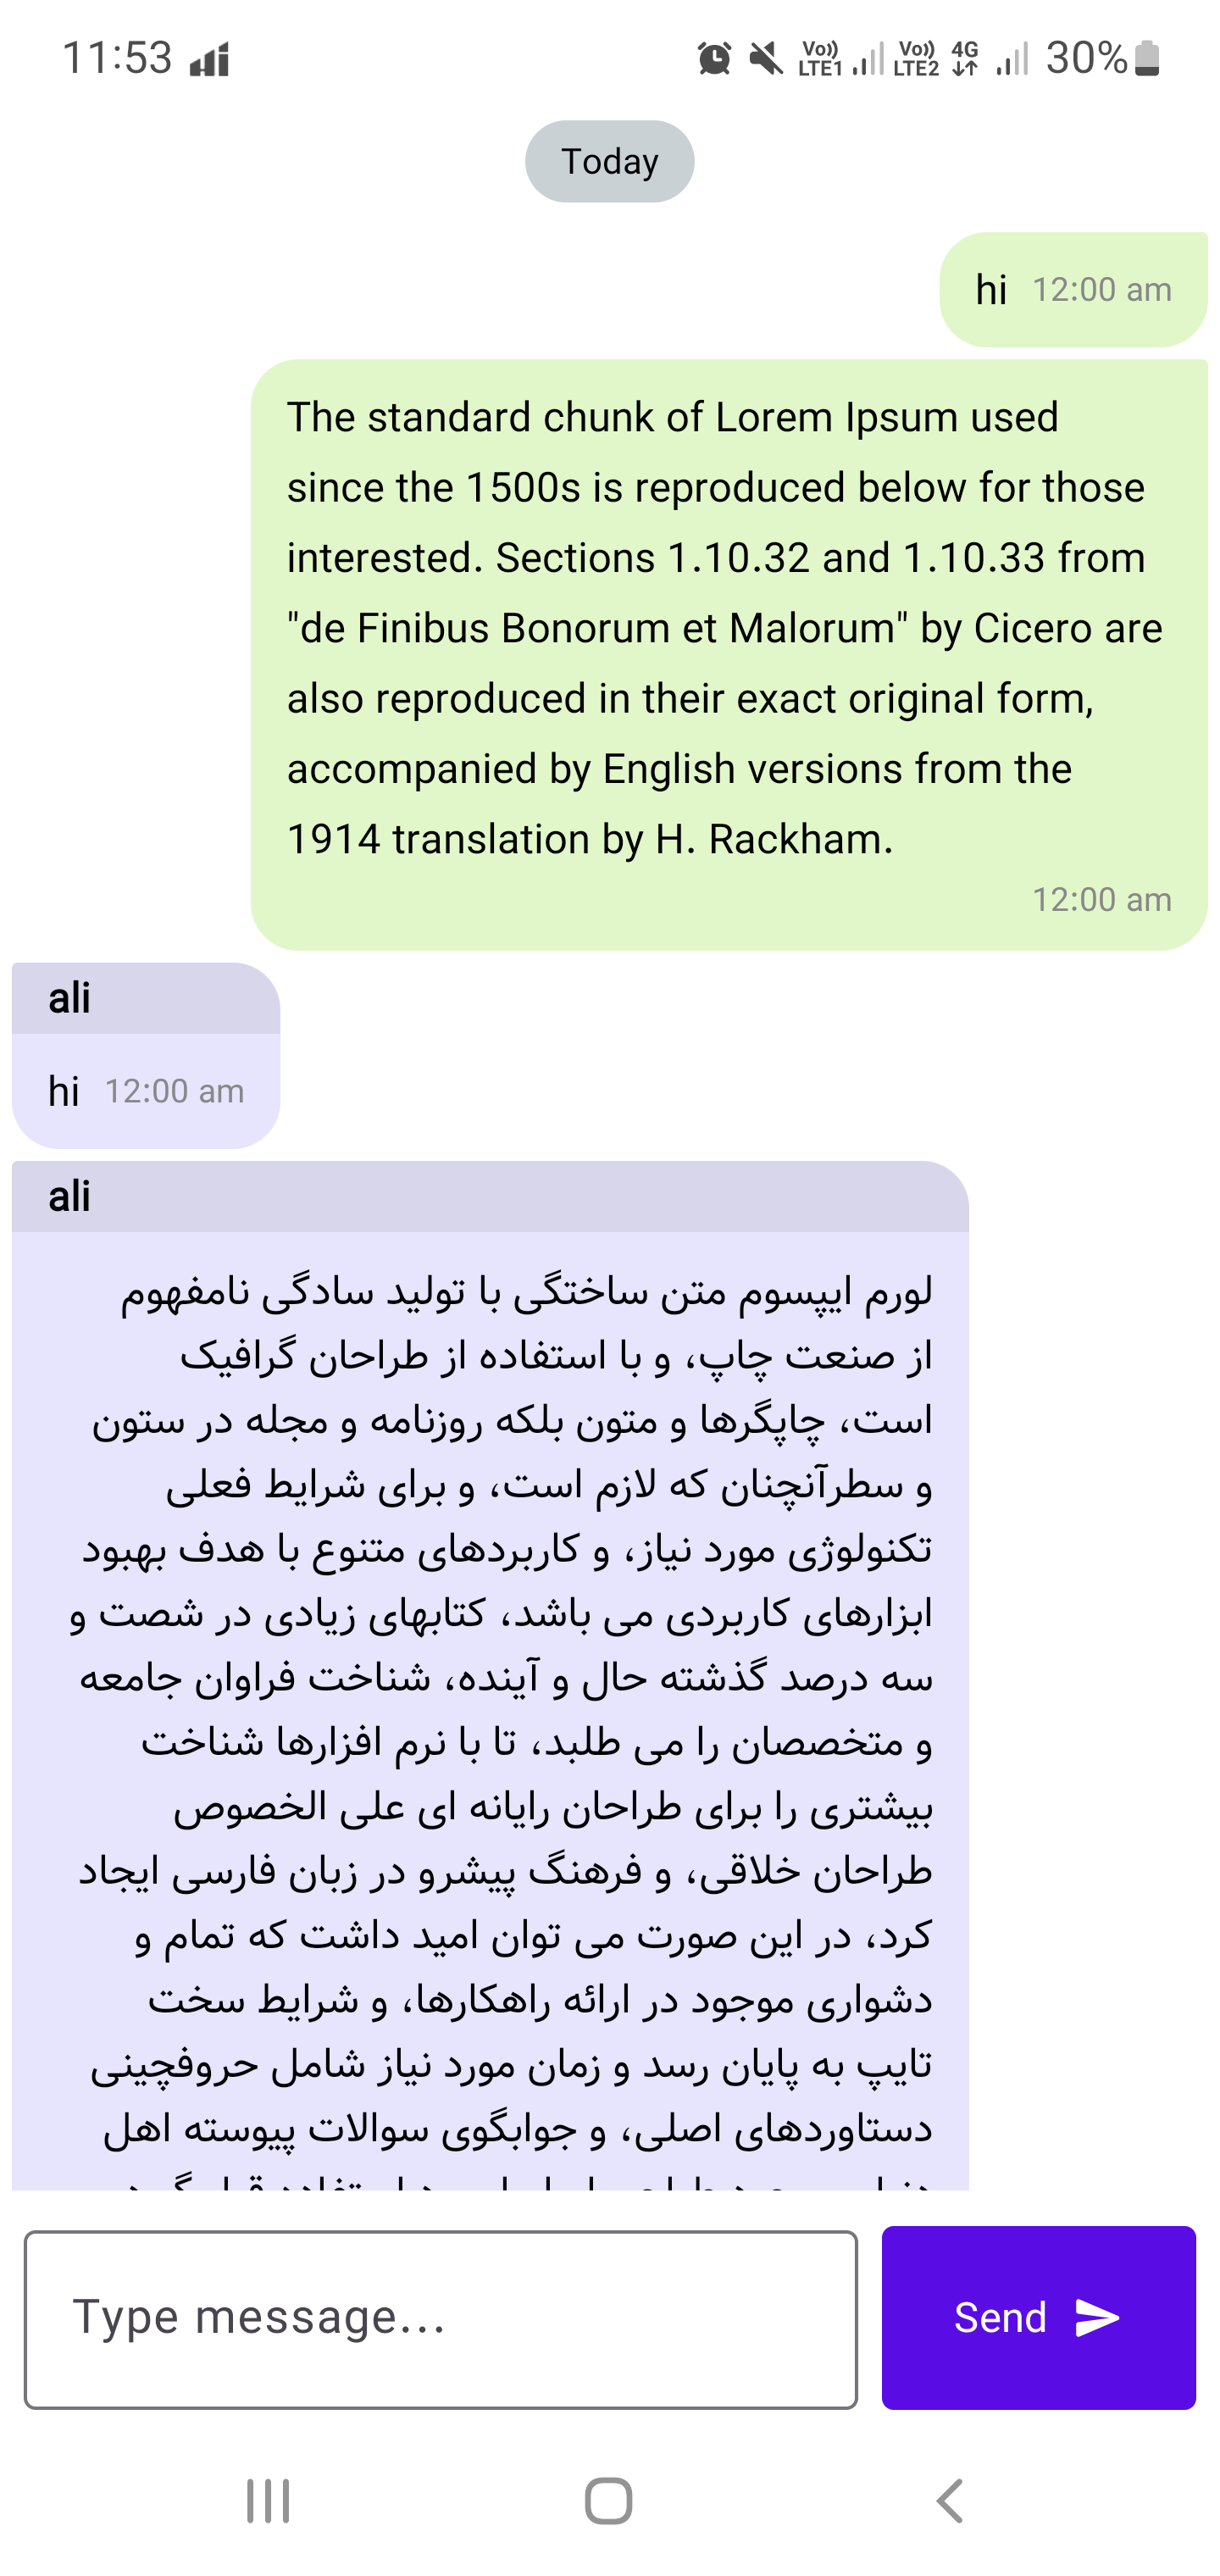 11:53
Vo)) LTE1 Vo)) LTE2 4G 30%
Today
hi 12:00 am
The standard chunk of Lorem Ipsum used
since the 1500s is reproduced below for those
interested. Sections 1.10.32 and 1.10.33 from
"de Finibus Bonorum et Malorum" by Cicero are
also reproduced in their exact original form,
accompanied by English versions from the
1914 translation by H. Rackham.
12:00 am
ali
hi 12:00 am
ali
لورم ایپسوم متن ساختگی با تولید سادگی نامفهوم
از صنعت چاپ، و با استفاده از طراحان گرافیک
است، چاپگرها و متون بلکه روزنامه و مجله در ستون
و سطرآنچنان که لازم است، و برای شرایط فعلی
تکنولوژی مورد نیاز، و کاربردهای متنوع با هدف بهبود
ابزارهای کاربردی می باشد، کتابهای زیادی در شصت و
سه درصد گذشته حال و آینده، شناخت فراوان جامعه
و متخصصان را می طلبد، تا با نرم افزارها شناخت
بیشتری را برای طراحان رایانه ای علی الخصوص
طراحان خلاقی، و فرهنگ پیشرو در زبان فارسی ایجاد
کرد، در این صورت می توان امید داشت که تمام و
دشواری موجود در ارائه راهکارها، و شرایط سخت
تایپ به پایان رسد و زمان مورد نیاز شامل حروفچینی
دستاوردهای اصلی، و جوابگوی سوالات پیوسته اهل
Type message...
Send